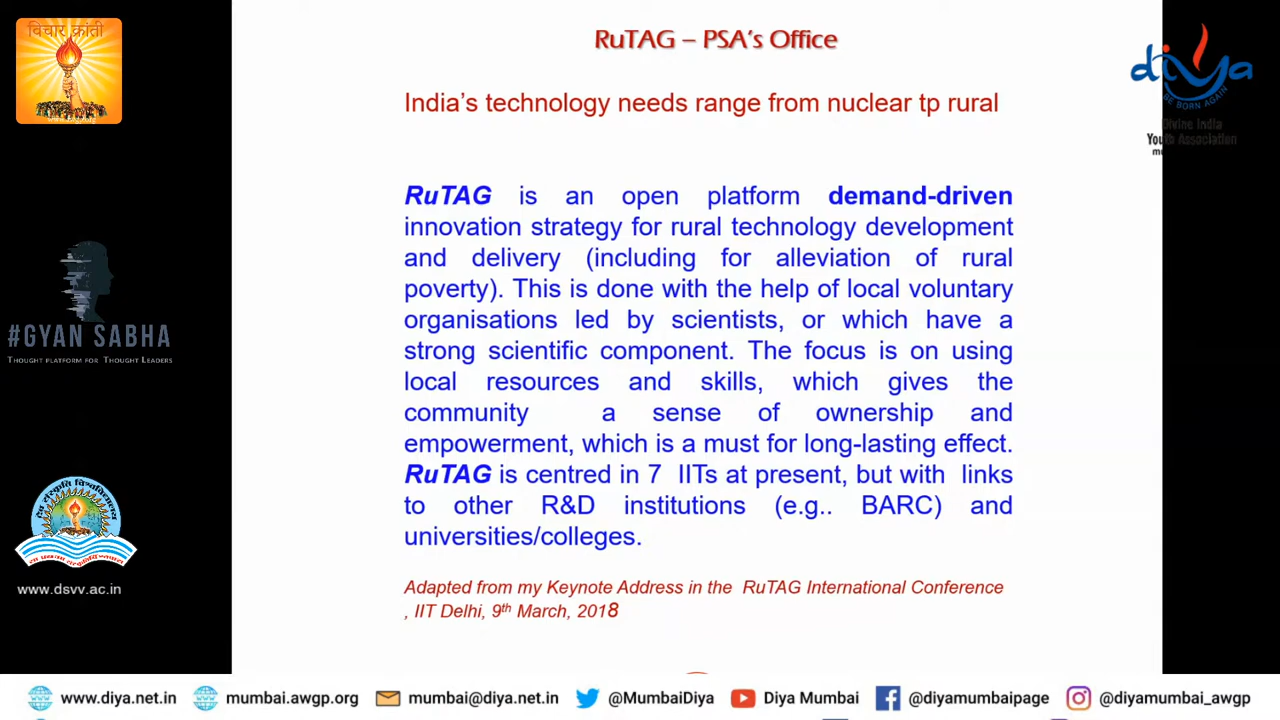 विचार क्रांती
RuTAG – PSA's Office
diya
BE BORN AGAIN
Divine India
Youth Association
India's technology needs range from nuclear tp rural
RuTAG is an open platform demand-driven
innovation strategy for rural technology development
and delivery (including for alleviation of rural
poverty). This is done with the help of local voluntary
organisations led by scientists, or which have a
strong scientific component. The focus is on using
local resources and skills, which gives the
community a sense of ownership and
empowerment, which is a must for long-lasting effect.
RuTAG is centred in 7 IITs at present, but with links
to other R&D institutions (e.g.. BARC) and
universities/colleges.
Adapted from my Keynote Address in the RuTAG International Conference
, IIT Delhi, 9th March, 2018
#GYAN SABHA
THOUGHT PLATFORM FOR THOUGHT LEADERS
www.dsvv.ac.in
www.diya.net.in mumbai.awgp.org mumbai@diya.net.in @MumbaiDiya Diya Mumbai @diyamumbaipage @diyamumbai_awgp